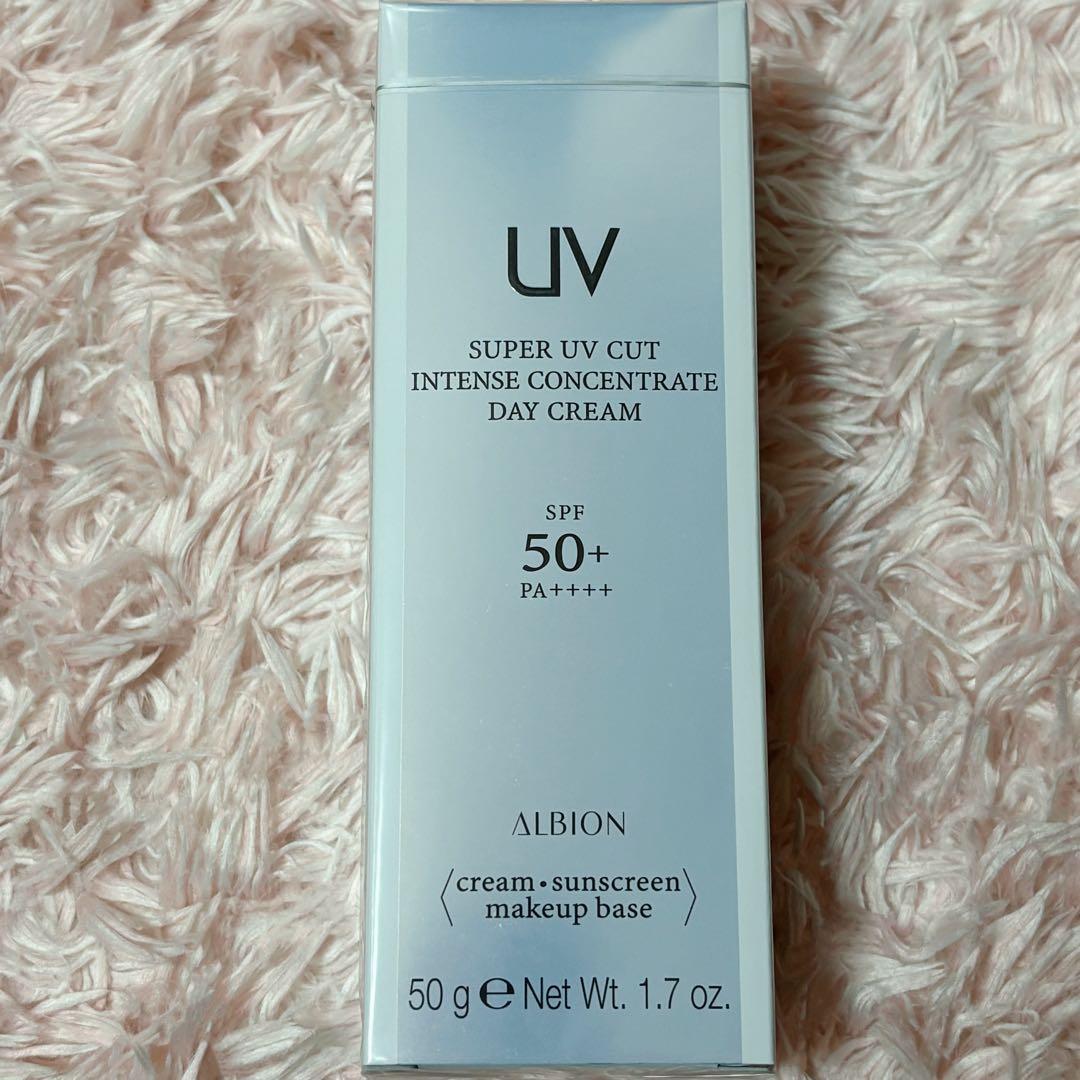 UV
SUPER UV CUT
INTENSE CONCENTRATE
DAY CREAM
SPF
50+
PA++++
ALBION
〈cream・sunscreen
makeup base〉
50 g ℮ Net Wt. 1.7 oz.